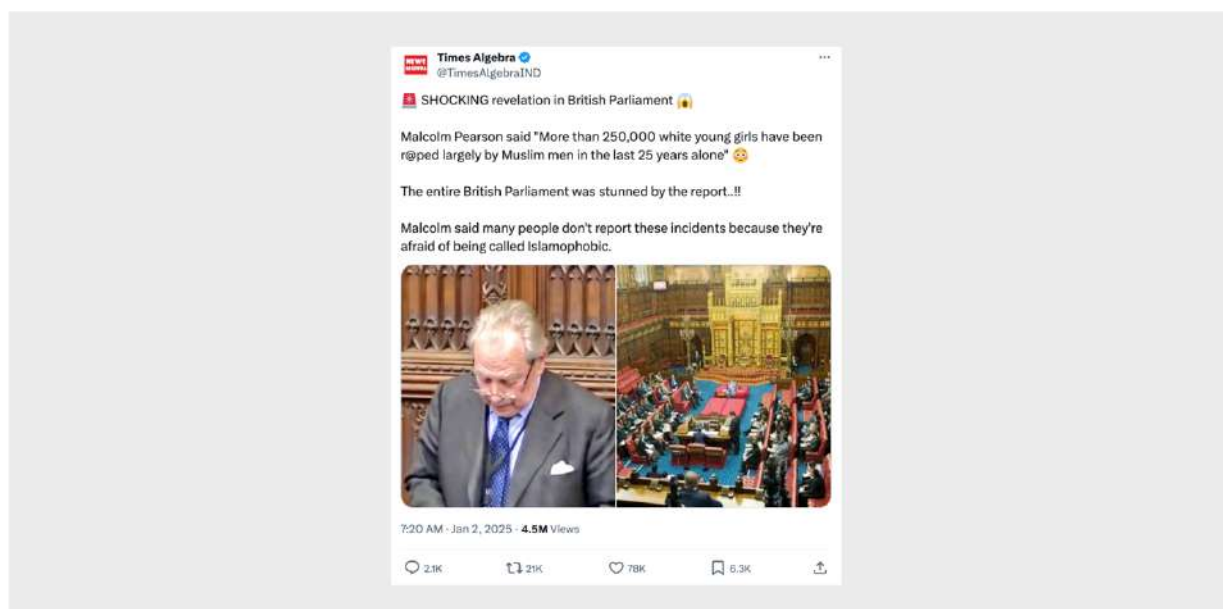 NEWS
ALGEBRA
Times Algebra
@TimesAlgebraIND
SHOCKING revelation in British Parliament
Malcolm Pearson said "More than 250,000 white young girls have been
r@ped largely by Muslim men in the last 25 years alone"
The entire British Parliament was stunned by the report..!!
Malcolm said many people don't report these incidents because they're
afraid of being called Islamophobic.
7:20 AM · Jan 2, 2025 · 4.5M Views
2.1K 21K 78K 6.3K